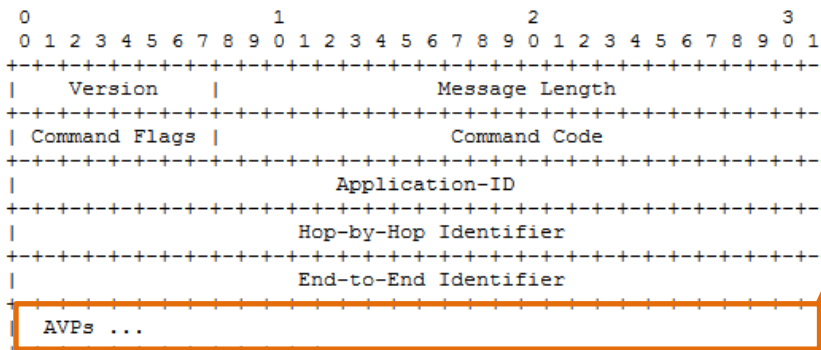 0                   1                   2                   3
0 1 2 3 4 5 6 7 8 9 0 1 2 3 4 5 6 7 8 9 0 1 2 3 4 5 6 7 8 9 0 1
+-+-+-+-+-+-+-+-+-+-+-+-+-+-+-+-+-+-+-+-+-+-+-+-+-+-+-+-+-+-+-+-
|    Version    |                 Message Length
+-+-+-+-+-+-+-+-+-+-+-+-+-+-+-+-+-+-+-+-+-+-+-+-+-+-+-+-+-+-+-+-
| Command Flags |                  Command Code
+-+-+-+-+-+-+-+-+-+-+-+-+-+-+-+-+-+-+-+-+-+-+-+-+-+-+-+-+-+-+-+-
|                         Application-ID
+-+-+-+-+-+-+-+-+-+-+-+-+-+-+-+-+-+-+-+-+-+-+-+-+-+-+-+-+-+-+-+-
|                      Hop-by-Hop Identifier
+-+-+-+-+-+-+-+-+-+-+-+-+-+-+-+-+-+-+-+-+-+-+-+-+-+-+-+-+-+-+-+-
|                      End-to-End Identifier
+-+-+-+-+-+-+-+-+-+-+-+-+-+-+-+-+-+-+-+-+-+-+-+-+-+-+-+-+-+-+-+-
|  AVPs ...